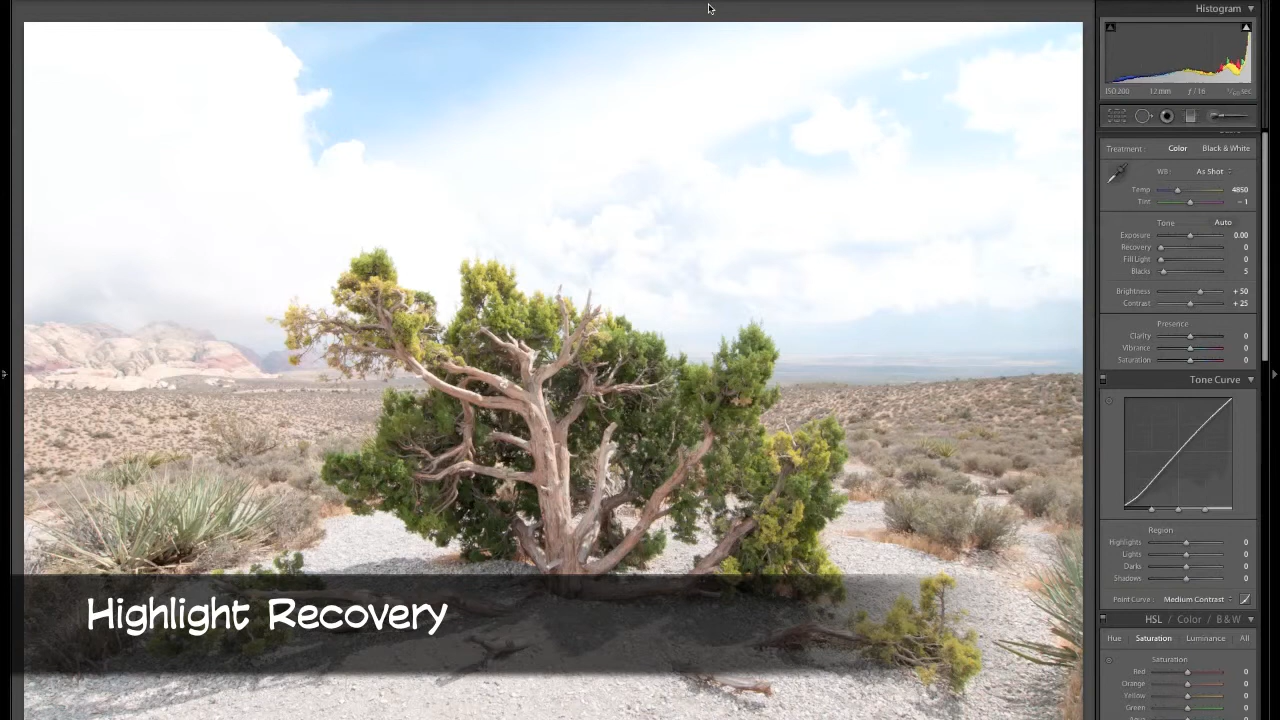 Histogram
ISO 200 12 mm f / 16 1/60 sec
Treatment : Color Black & White
WB : As Shot
Temp 4850
Tint - 1
Tone Auto
Exposure 0.00
Recovery 0
Fill Light 0
Blacks 5
Brightness + 50
Contrast + 25
Presence
Clarity 0
Vibrance 0
Saturation 0
Tone Curve
Region
Highlights 0
Lights 0
Darks 0
Shadows 0
Point Curve : Medium Contrast
HSL / Color / B & W
Hue Saturation Luminance All
Saturation
Red 0
Orange 0
Yellow 0
Green 0
Highlight Recovery